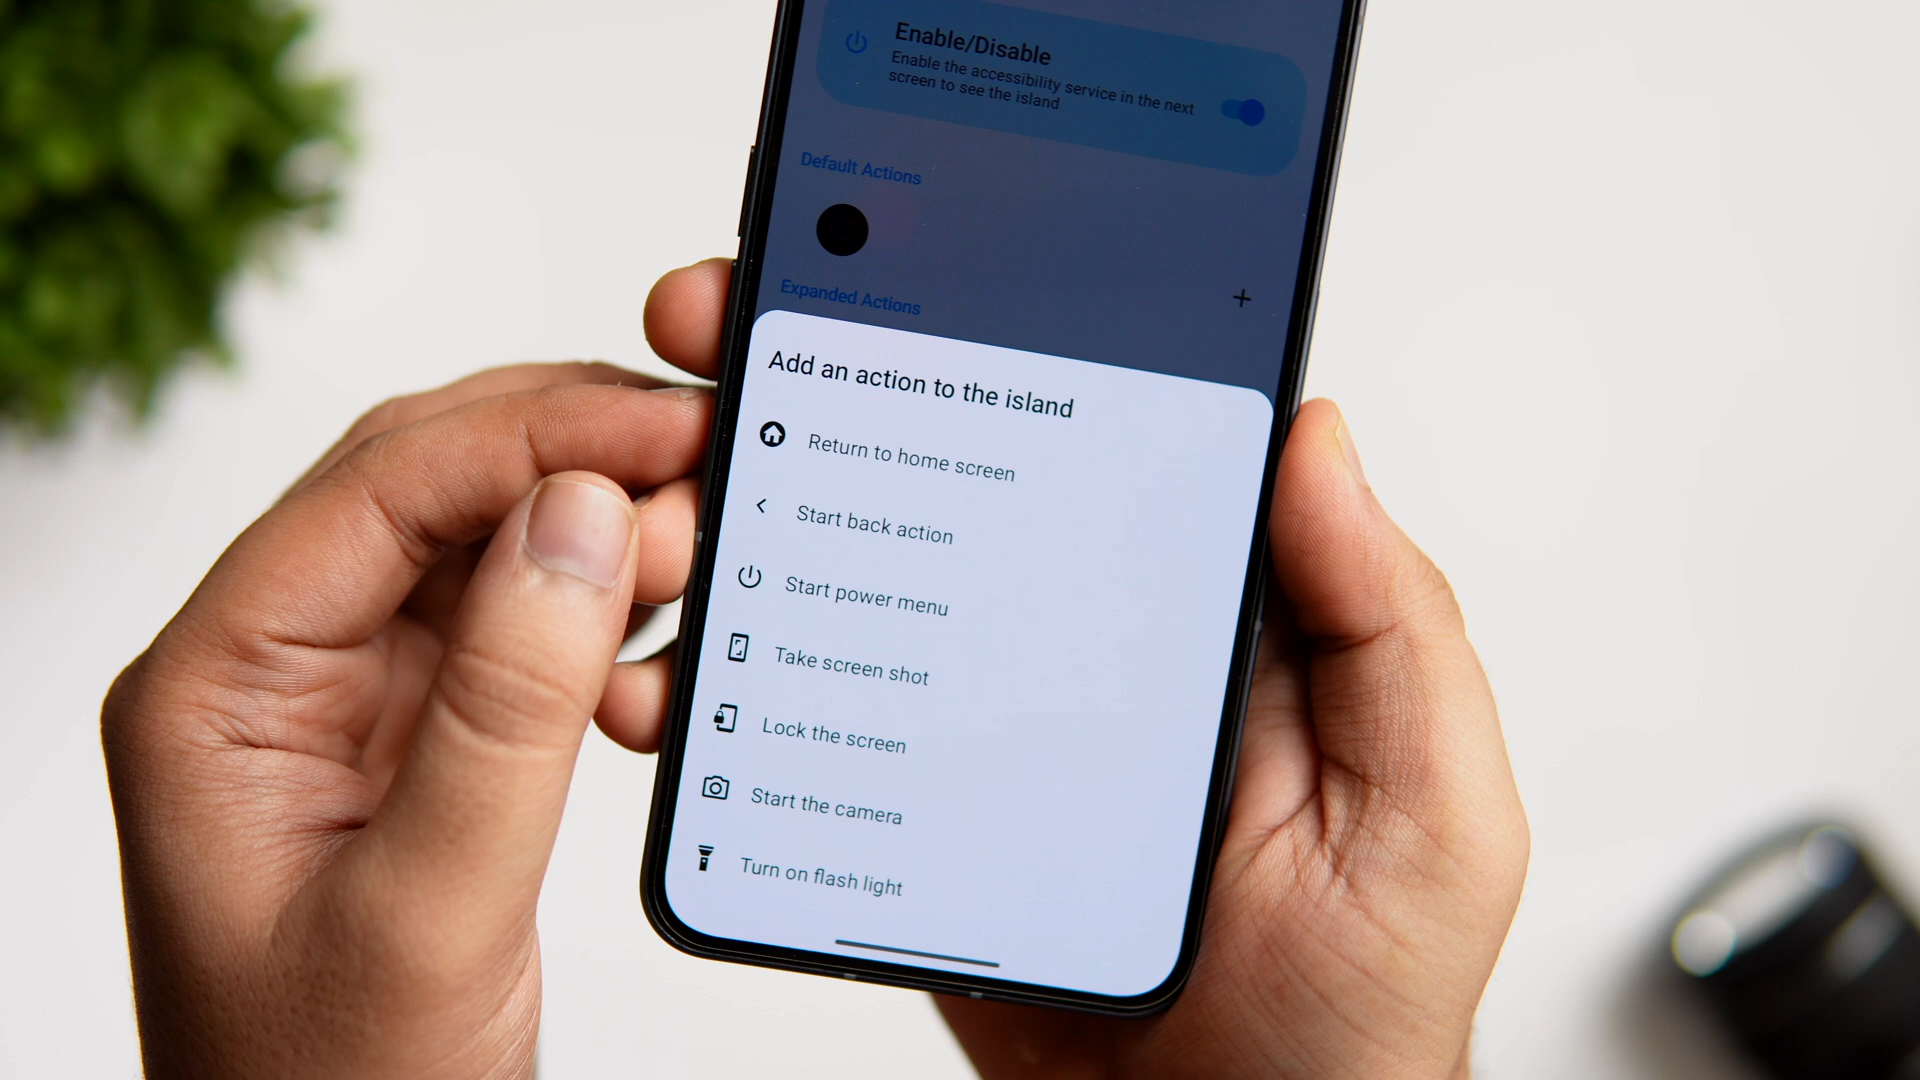 Enable/Disable
Enable the accessibility service in the next
screen to see the island
Default Actions
Expanded Actions
Add an action to the island
Return to home screen
Start back action
Start power menu
Take screen shot
Lock the screen
Start the camera
Turn on flash light